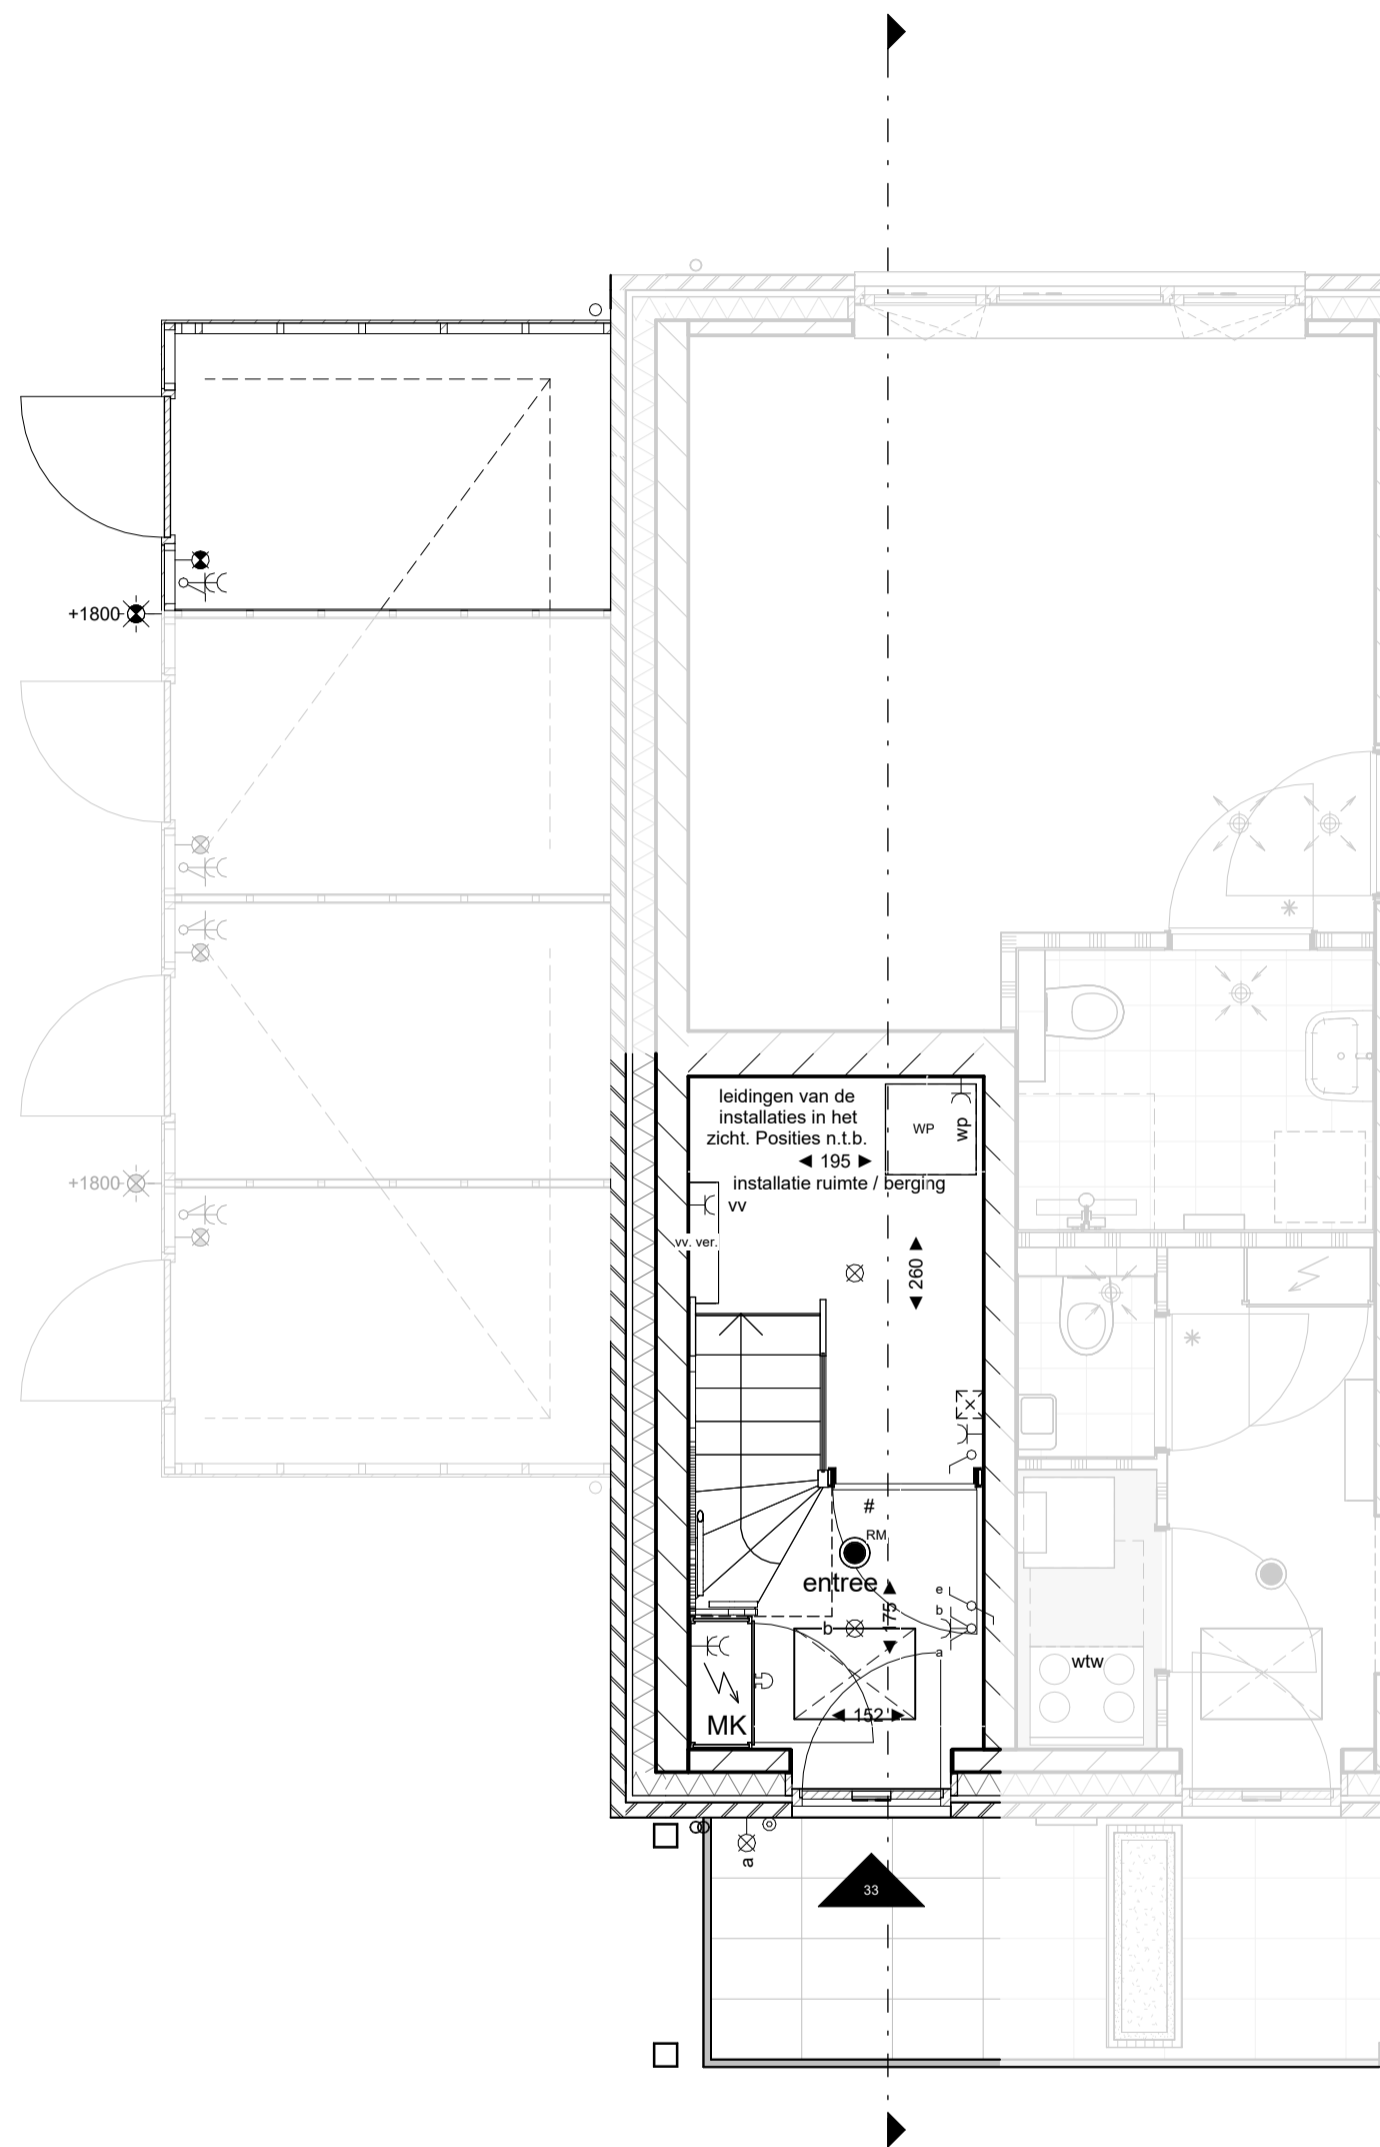 +1800
+1800
leidingen van de
installaties in het
zicht. Posities n.t.b.
WP
wp
195
installatie ruimte / berging
vv
vv. ver.
260
#
RM
entree
e
b
175
b
a
wtw
MK
152
a
33